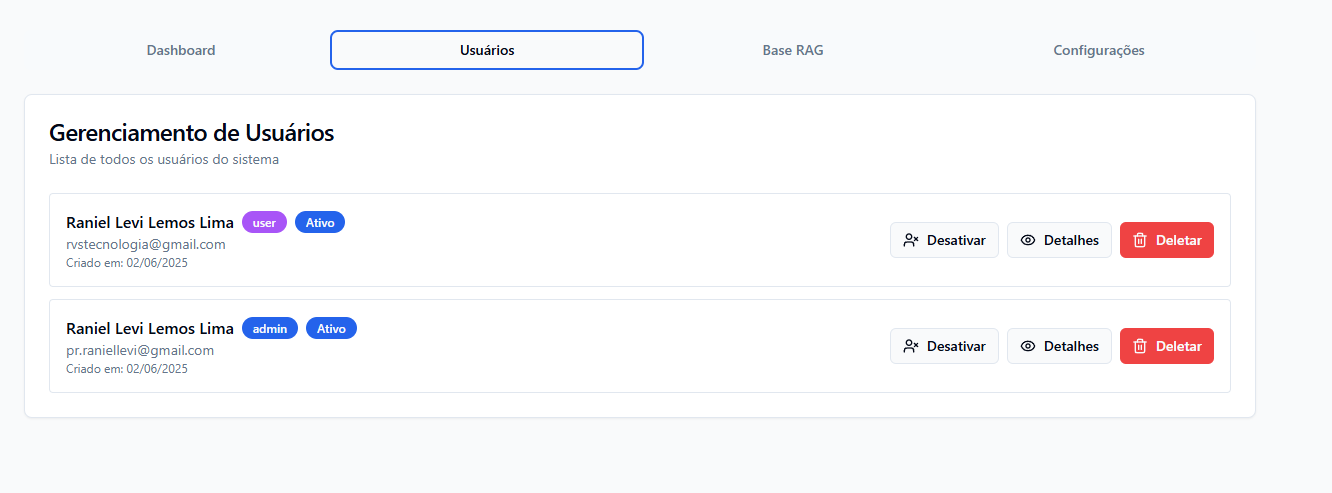 Dashboard Usuários Base RAG Configurações
Gerenciamento de Usuários
Lista de todos os usuários do sistema
Raniel Levi Lemos Lima user Ativo
rvstecnologia@gmail.com
Criado em: 02/06/2025
Desativar Detalhes Deletar
Raniel Levi Lemos Lima admin Ativo
pr.raniellevi@gmail.com
Criado em: 02/06/2025
Desativar Detalhes Deletar